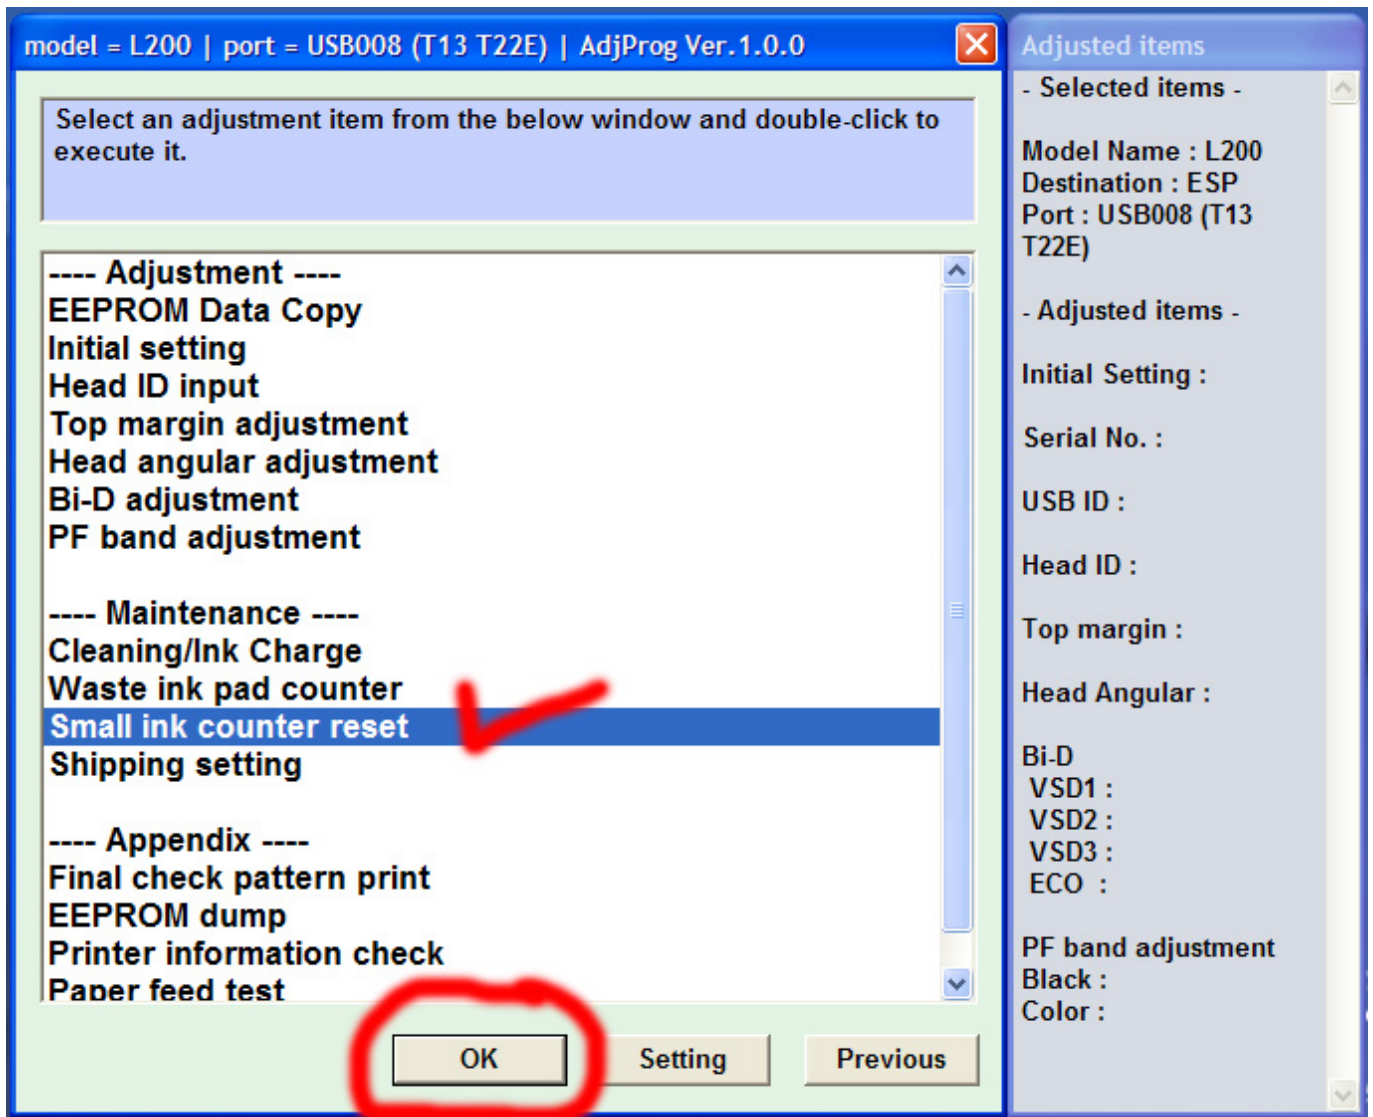 model = L200 | port = USB008 (T13 T22E) | AdjProg Ver.1.0.0
Select an adjustment item from the below window and double-click to
execute it.
---- Adjustment ----
EEPROM Data Copy
Initial setting
Head ID input
Top margin adjustment
Head angular adjustment
Bi-D adjustment
PF band adjustment
---- Maintenance ----
Cleaning/Ink Charge
Waste ink pad counter
Small ink counter reset
Shipping setting
---- Appendix ----
Final check pattern print
EEPROM dump
Printer information check
Paper feed test
OK
Setting
Previous
Adjusted items
- Selected items -
Model Name : L200
Destination : ESP
Port : USB008 (T13
T22E)
- Adjusted items -
Initial Setting :
Serial No. :
USB ID :
Head ID :
Top margin :
Head Angular :
Bi-D
VSD1 :
VSD2 :
VSD3 :
ECO :
PF band adjustment
Black :
Color :